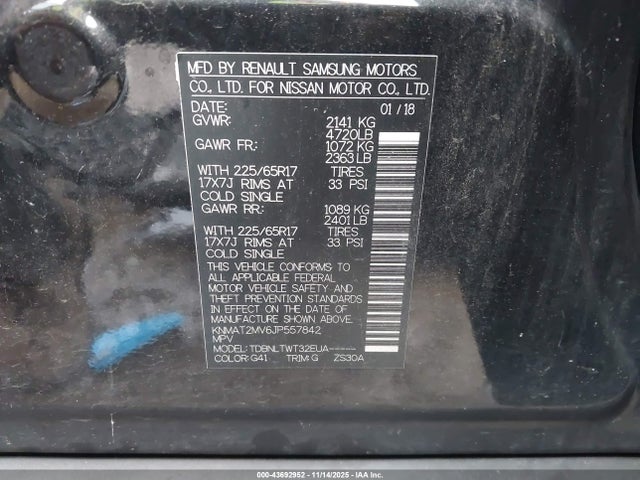 MFD BY RENAULT SAMSUNG MOTORS
CO., LTD. FOR NISSAN MOTOR CO., LTD.
DATE: 01 / 18
GVWR: 2141 KG
4720LB
GAWR FR: 1072 KG
2363 LB
WITH 225/65R17 TIRES
17X7J RIMS AT 33 PSI
COLD SINGLE
GAWR RR: 1089 KG
2401 LB
WITH 225/65R17 TIRES
17X7J RIMS AT 33 PSI
COLD SINGLE
THIS VEHICLE CONFORMS TO
ALL APPLICABLE FEDERAL
MOTOR VEHICLE SAFETY AND
THEFT PREVENTION STANDARDS
IN EFFECT ON THE DATE OF
MANUFACTURE SHOWN ABOVE.
KNMAT2MV6JP557842
MPV
MODEL: TDBNLTWT32EUA-----
COLOR: G41 TRIM: G ZS30A
000-43692952 - 11/14/2025 - Copyright © IAA, Inc.